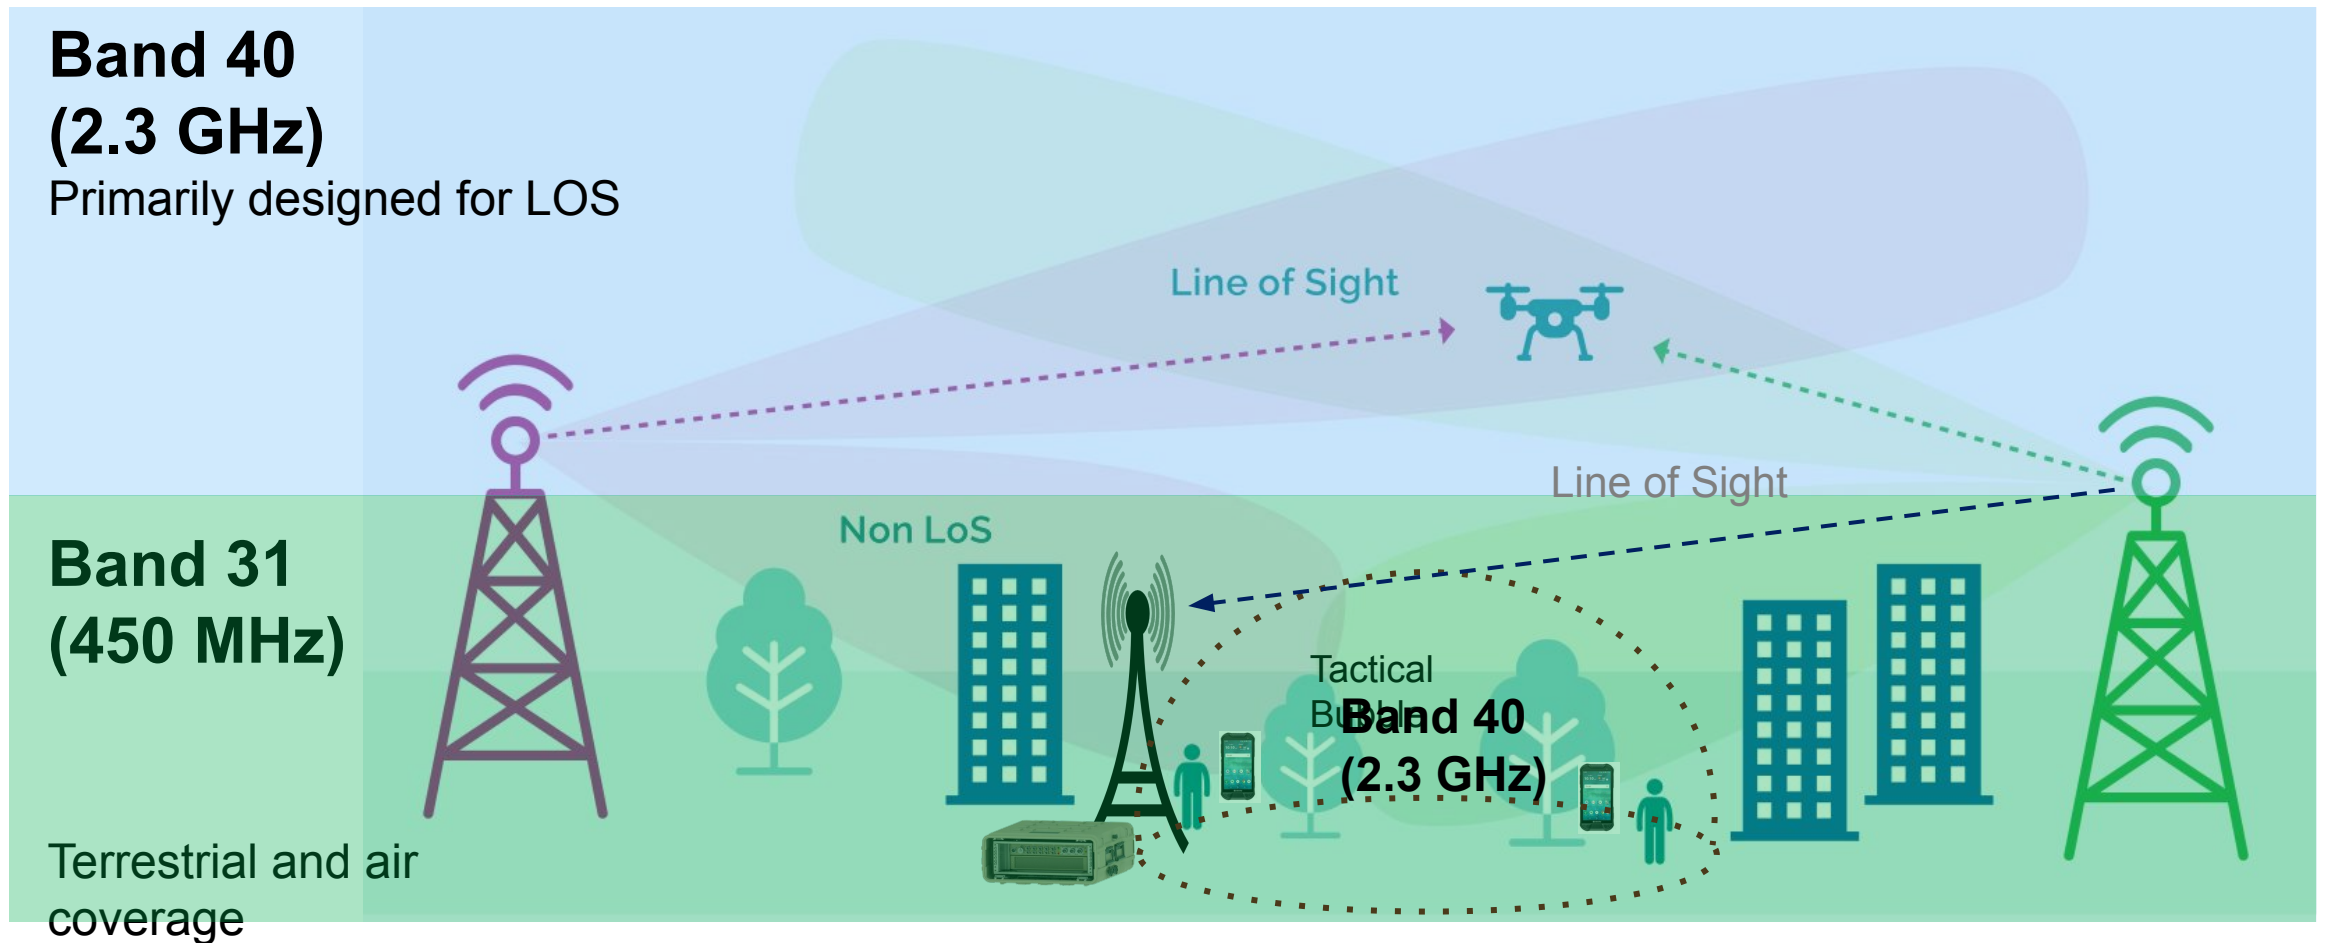 Band 40
(2.3 GHz)
Primarily designed for LOS
Line of Sight
Line of Sight
Non LoS
Band 31
(450 MHz)
Tactical
Bubble
Band 40
(2.3 GHz)
Terrestrial and air
coverage